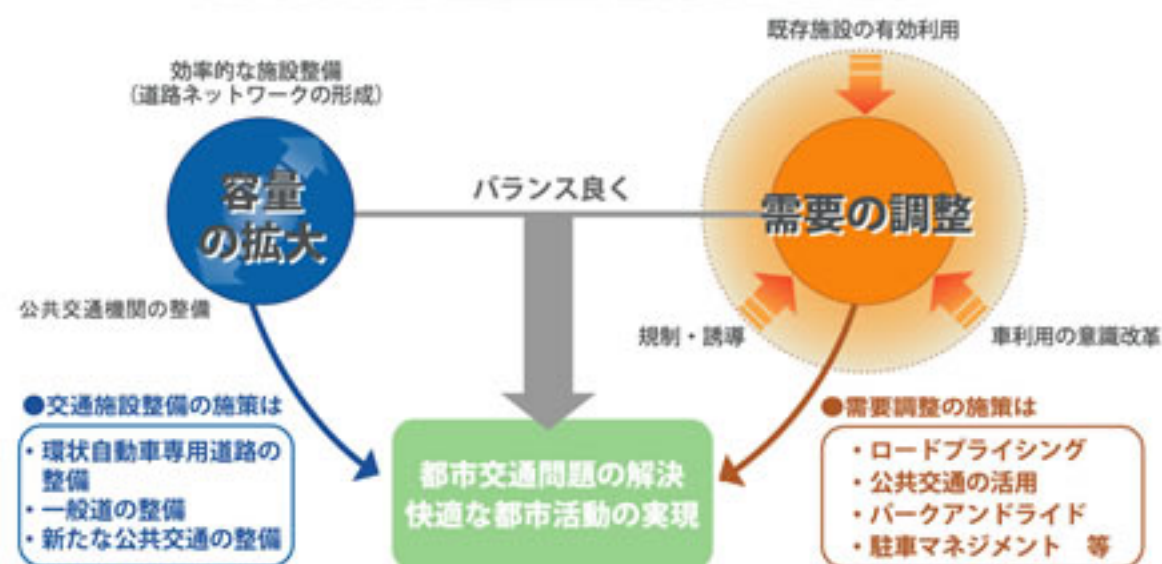 既存施設の有効利用
効率的な施設整備
（道路ネットワークの形成）
容量
の拡大
バランス良く
需要の調整
公共交通機関の整備
規制・誘導
車利用の意識改革
●交通施設整備の施策は
・環状自動車専用道路の
整備
・一般道の整備
・新たな公共交通の整備
都市交通問題の解決
快適な都市活動の実現
●需要調整の施策は
・ロードプライシング
・公共交通の活用
・パークアンドライド
・駐車マネジメント　等